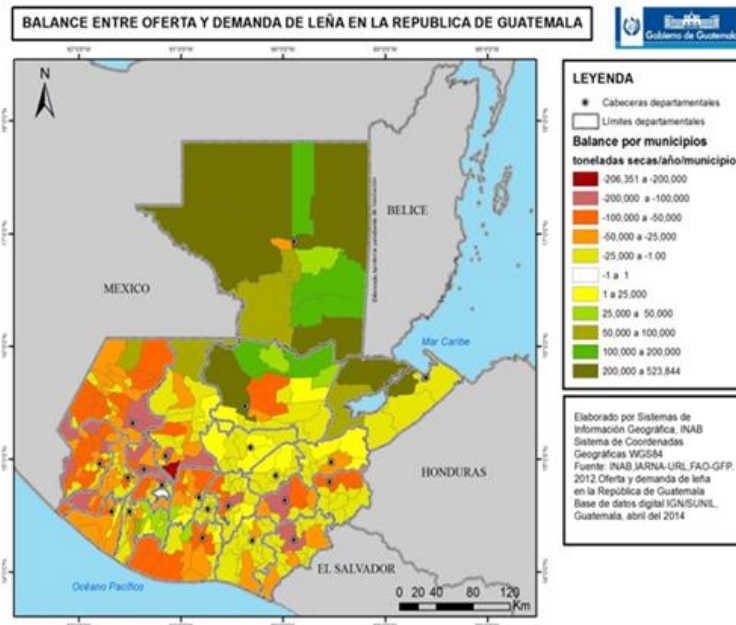 BALANCE ENTRE OFERTA Y DEMANDA DE LEÑA EN LA REPUBLICA DE GUATEMALA
Gobierno de Guatemala
N
BELICE
MEXICO
Mar Caribe
HONDURAS
EL SALVADOR
Océano Pacífico
0 20 40 80 120
Km
LEYENDA
Cabeceras departamentales
Límites departamentales
Balance por municipios
toneladas secas/año/municipio
-206,351 a -200,000
-200,000 a -100,000
-100,000 a -50,000
-50,000 a -25,000
-25,000 a -1.00
-1 a 1
1 a 25,000
25,000 a 50,000
50,000 a 100,000
100,000 a 200,000
200,000 a 523,844
Elaborado por Sistemas de
Información Geográfica, INAB
Sistema de Coordenadas
Geográficas WGS84
Fuente: INAB,IARNA-URL,FAO-GFP.
2012.Oferta y demanda de leña
en la República de Guatemala
Base de datos digital IGN/SUNIL,
Guatemala, abril del 2014